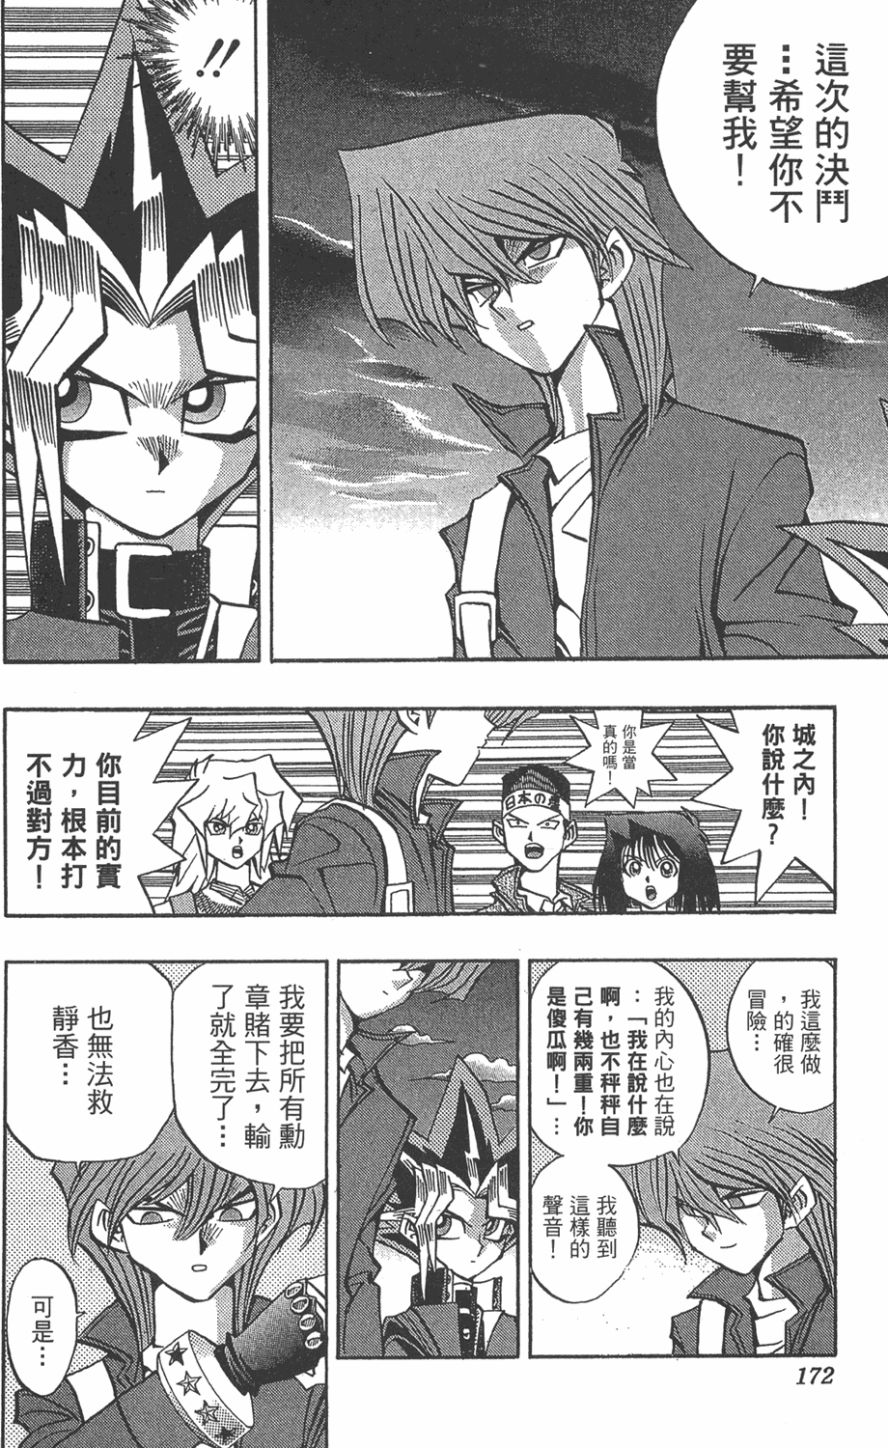 這次的決鬥
…希望你不
要幫我！
!!
城之內！
你說什麼？
你是當
真的嗎！
日本の
你目前的實
力，根本打
不過對方！
我這麼做
，的確很
冒險…
我的內心也在說
：「我在說什麼
啊，也不秤秤自
己有幾兩重！你
是傻瓜啊！」…
我聽到
這樣的
聲音！
我要把所有勳
章賭下去，輸
了就全完了…
也無法救
靜香…
可是…
172